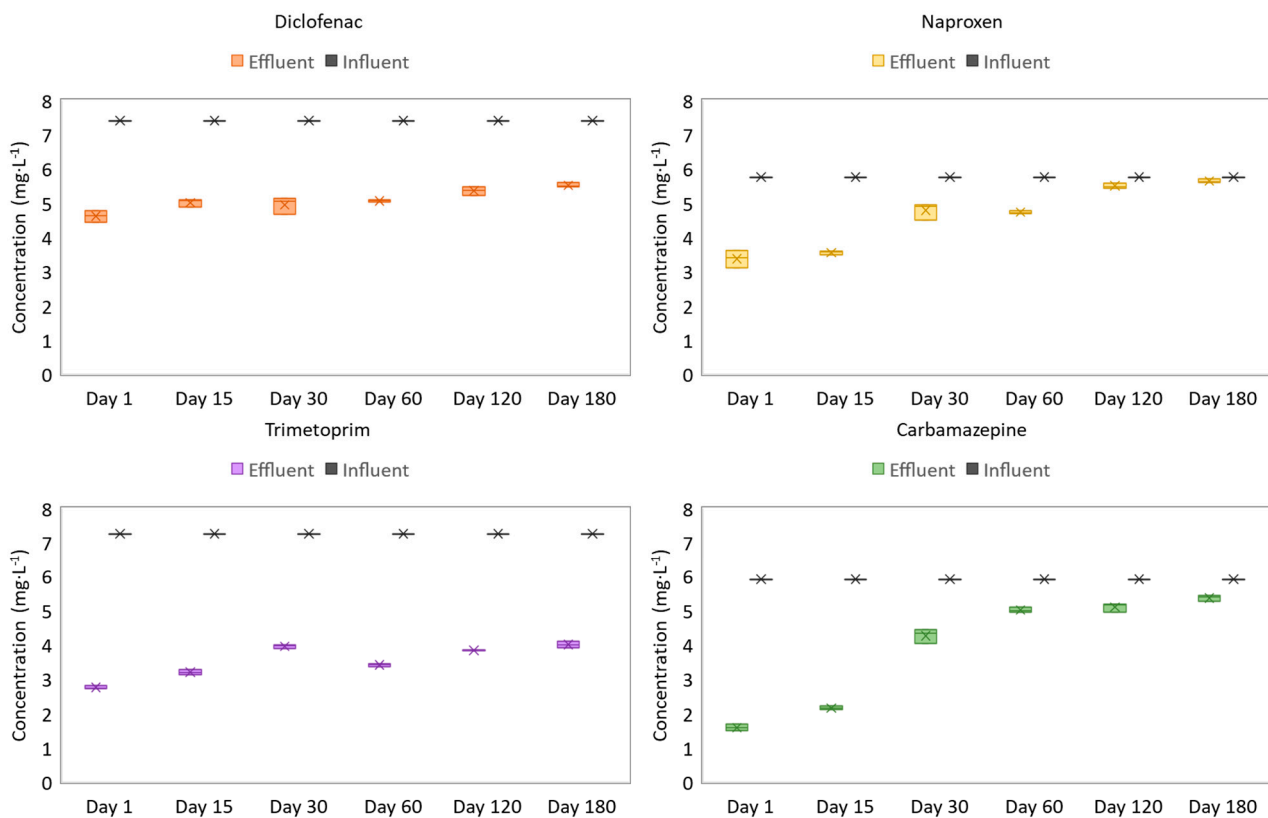 Diclofenac
Effluent Influent
Concentration (mg·L⁻¹)
8
7
6
5
4
3
2
1
0
Day 1 Day 15 Day 30 Day 60 Day 120 Day 180
Naproxen
Effluent Influent
Concentration (mg·L⁻¹)
8
7
6
5
4
3
2
1
0
Day 1 Day 15 Day 30 Day 60 Day 120 Day 180
Trimetoprim
Effluent Influent
Concentration (mg·L⁻¹)
8
7
6
5
4
3
2
1
0
Day 1 Day 15 Day 30 Day 60 Day 120 Day 180
Carbamazepine
Effluent Influent
Concentration (mg·L⁻¹)
8
7
6
5
4
3
2
1
0
Day 1 Day 15 Day 30 Day 60 Day 120 Day 180